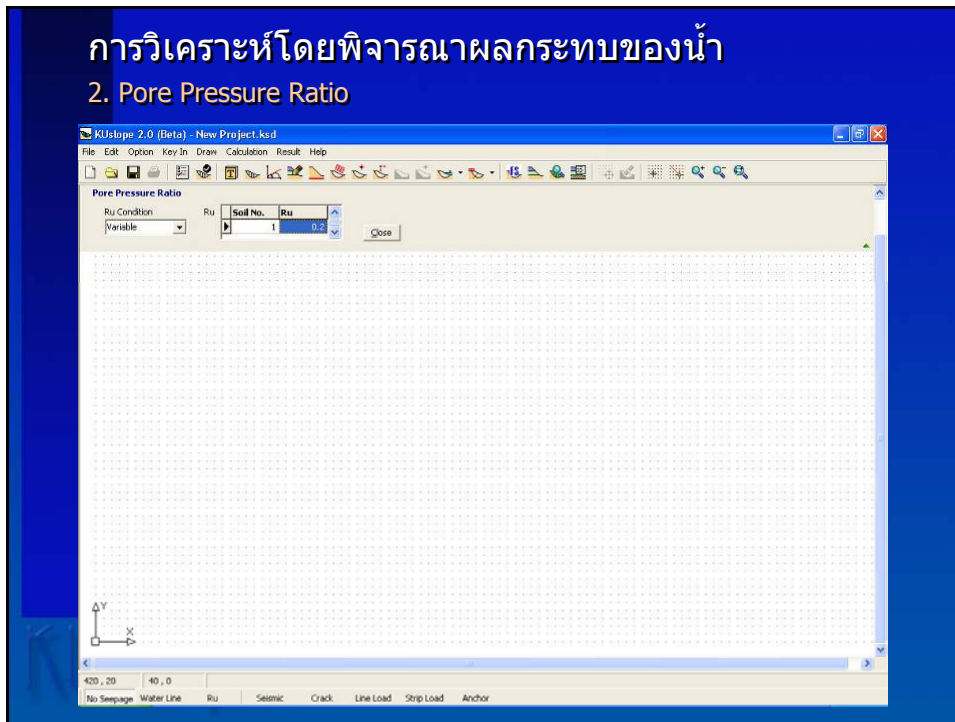 การวิเคราะห์โดยพิจารณาผลกระทบของน้ำ
2. Pore Pressure Ratio
KUslope 2.0 (Beta) - New Project.ksd
File Edit Option Key In Draw Calculation Result Help
Pore Pressure Ratio
Ru Condition Ru Soil No. Ru
Variable 1 0.2 Close
Y
X
420 , 20 40 , 0
No Seepage Water Line Ru Seismic Crack Line Load Strip Load Anchor